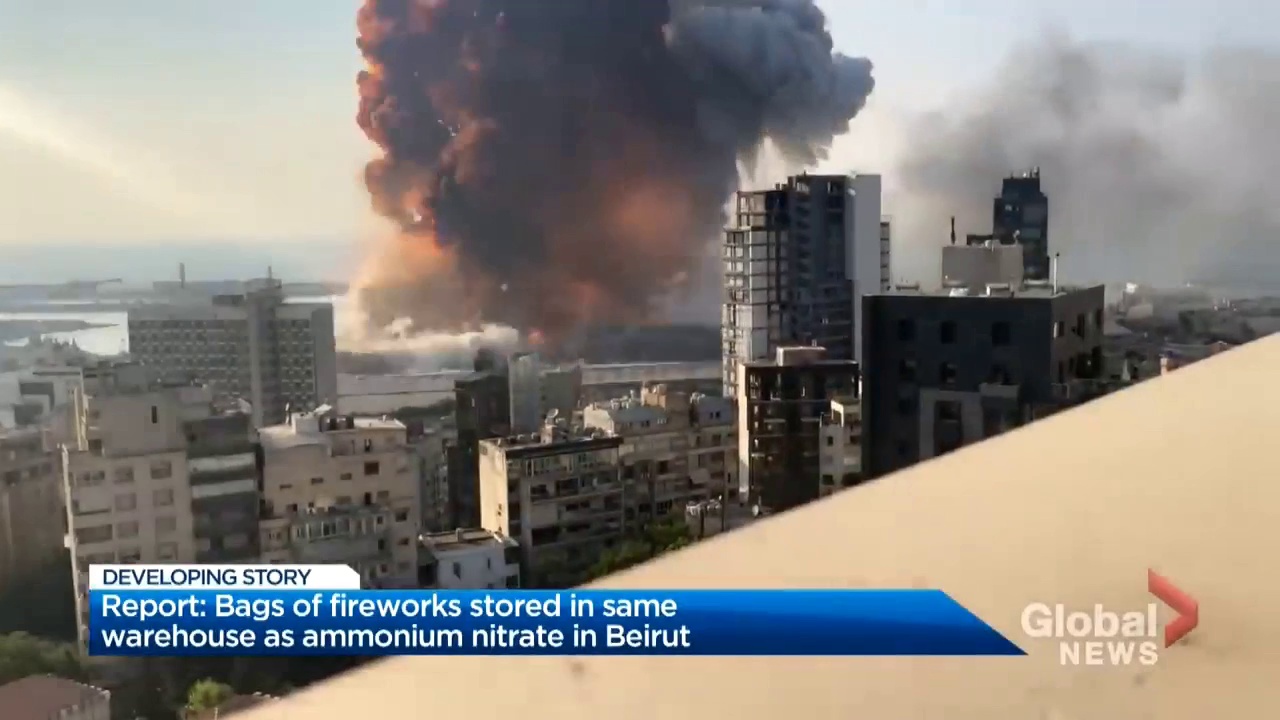 DEVELOPING STORY
Report: Bags of fireworks stored in same
warehouse as ammonium nitrate in Beirut
Global
NEWS